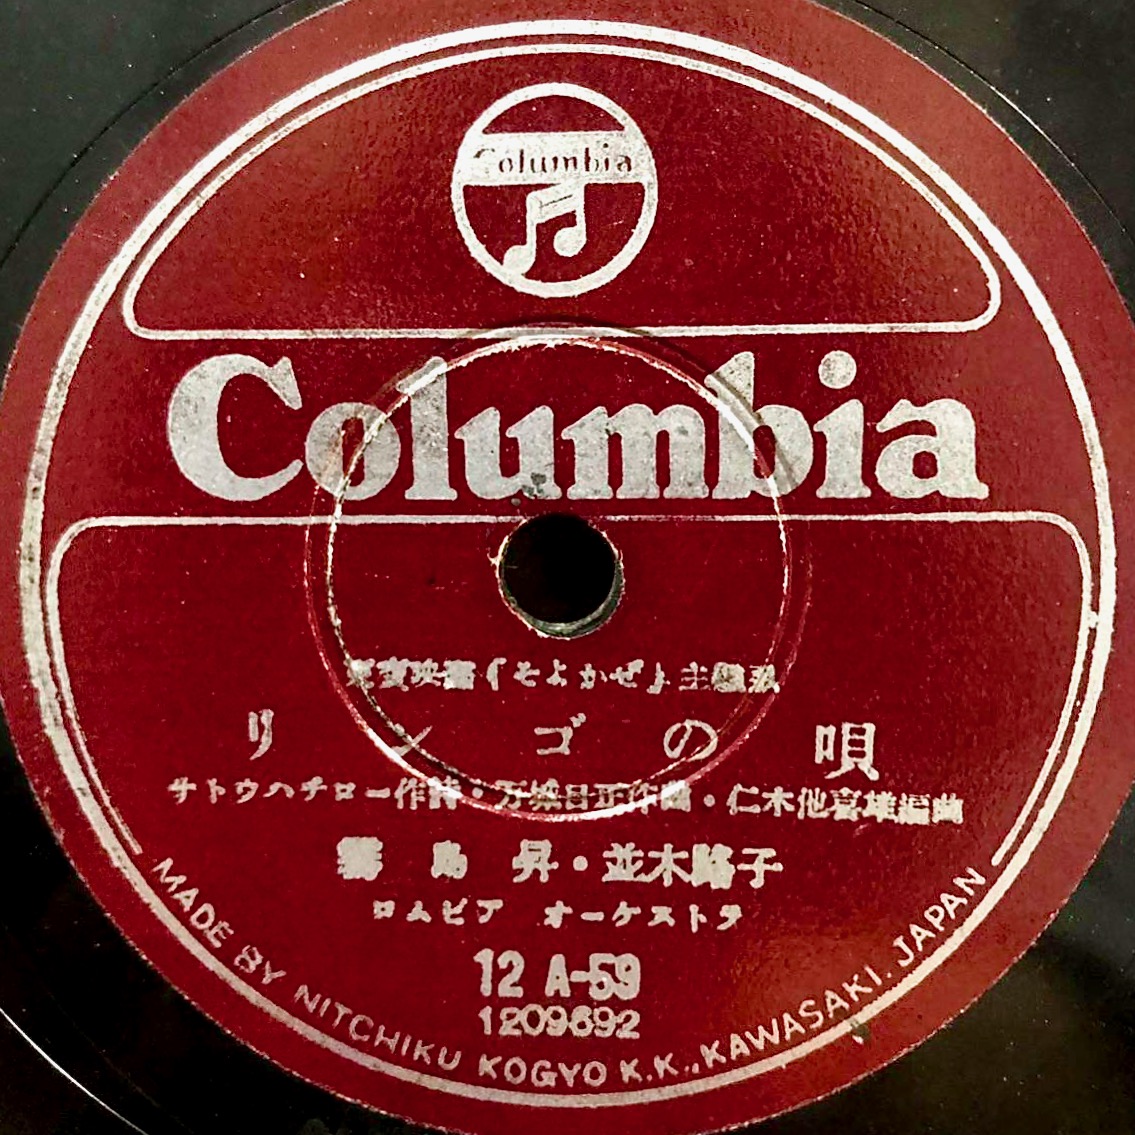 Columbia
Columbia
映画『そよかぜ』主題歌
リンゴの唄
サトウハチロー作詩・万城目正作曲・仁木他喜雄編曲
霧島昇・並木路子
コロムビア オーケストラ
12 A-59
1209692
MADE BY NITCHIKU KOGYO K.K., KAWASAKI. JAPAN